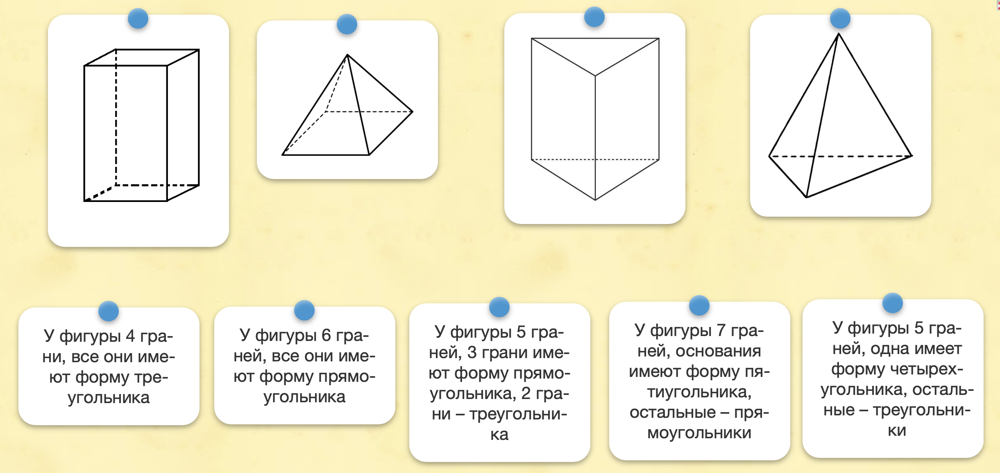 У фигуры 4 гра-
ни, все они име-
ют форму тре-
угольника
У фигуры 6 гра-
ней, все они име-
ют форму прямо-
угольника
У фигуры 5 гра-
ней, 3 грани име-
ют форму прямо-
угольника, 2 гра-
ни – треугольни-
ка
У фигуры 7 гра-
ней, основания
имеют форму пя-
тиугольника,
остальные – пря-
моугольники
У фигуры 5 гра-
ней, одна имеет
форму четырех-
угольника, осталь-
ные – треугольни-
ки